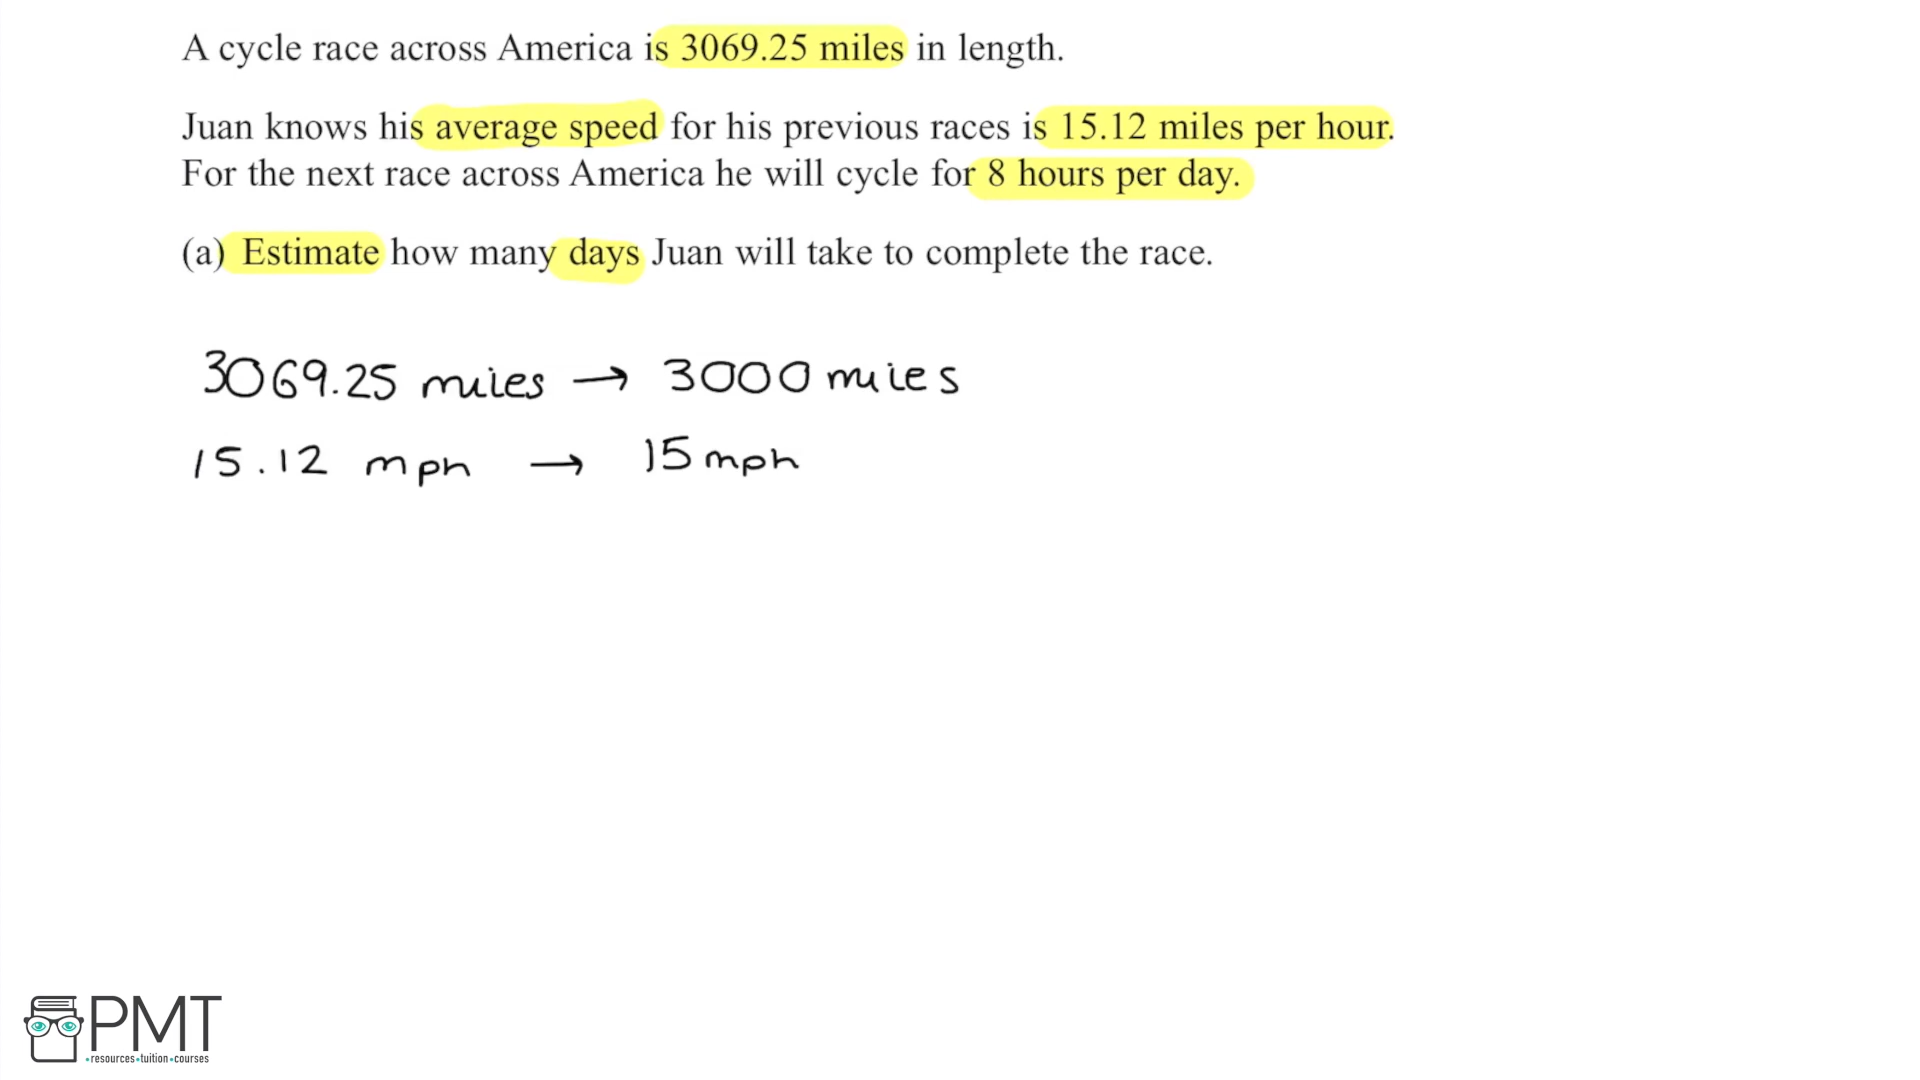 A cycle race across America is 3069.25 miles in length.
Juan knows his average speed for his previous races is 15.12 miles per hour.
For the next race across America he will cycle for 8 hours per day.
(a) Estimate how many days Juan will take to complete the race.
3069.25 miles → 3000 miles
15.12 mph → 15 mph
PMT
•resources•tuition•courses